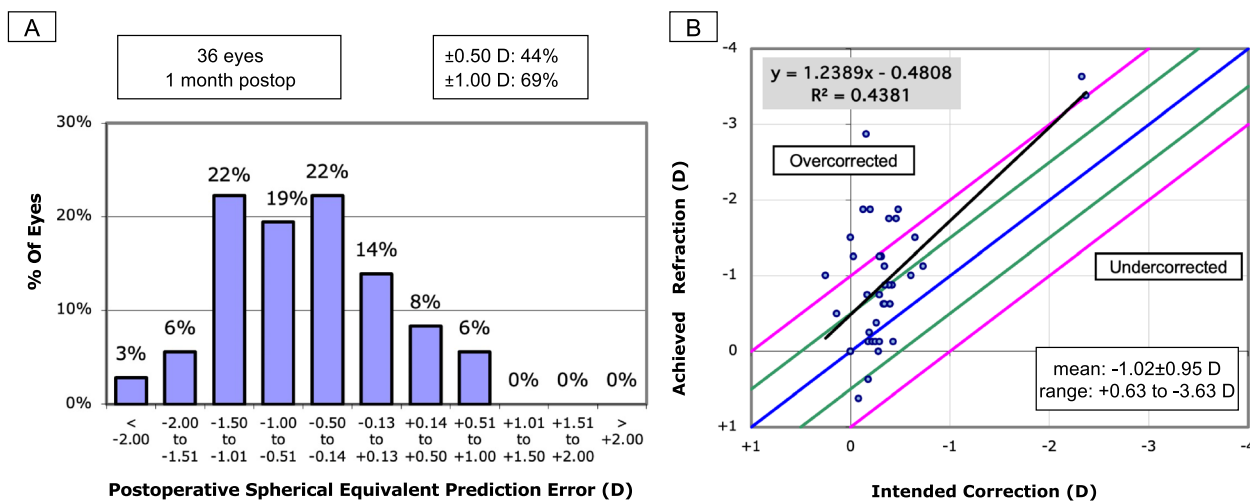 A
36 eyes
1 month postop
±0.50 D: 44%
±1.00 D: 69%
% Of Eyes
30%
20%
10%
0%
3%
6%
22%
19%
22%
14%
8%
6%
0%
0%
0%
<
-2.00
-2.00
to
-1.51
-1.50
to
-1.01
-1.00
to
-0.51
-0.50
to
-0.14
-0.13
to
+0.13
+0.14
to
+0.50
+0.51
to
+1.00
+1.01
to
+1.50
+1.51
to
+2.00
>
+2.00
Postoperative Spherical Equivalent Prediction Error (D)
B
y = 1.2389x - 0.4808
R² = 0.4381
Overcorrected
Undercorrected
mean: -1.02±0.95 D
range: +0.63 to -3.63 D
Achieved Refraction (D)
-4
-3
-2
-1
0
+1
+1
0
-1
-2
-3
-4
Intended Correction (D)